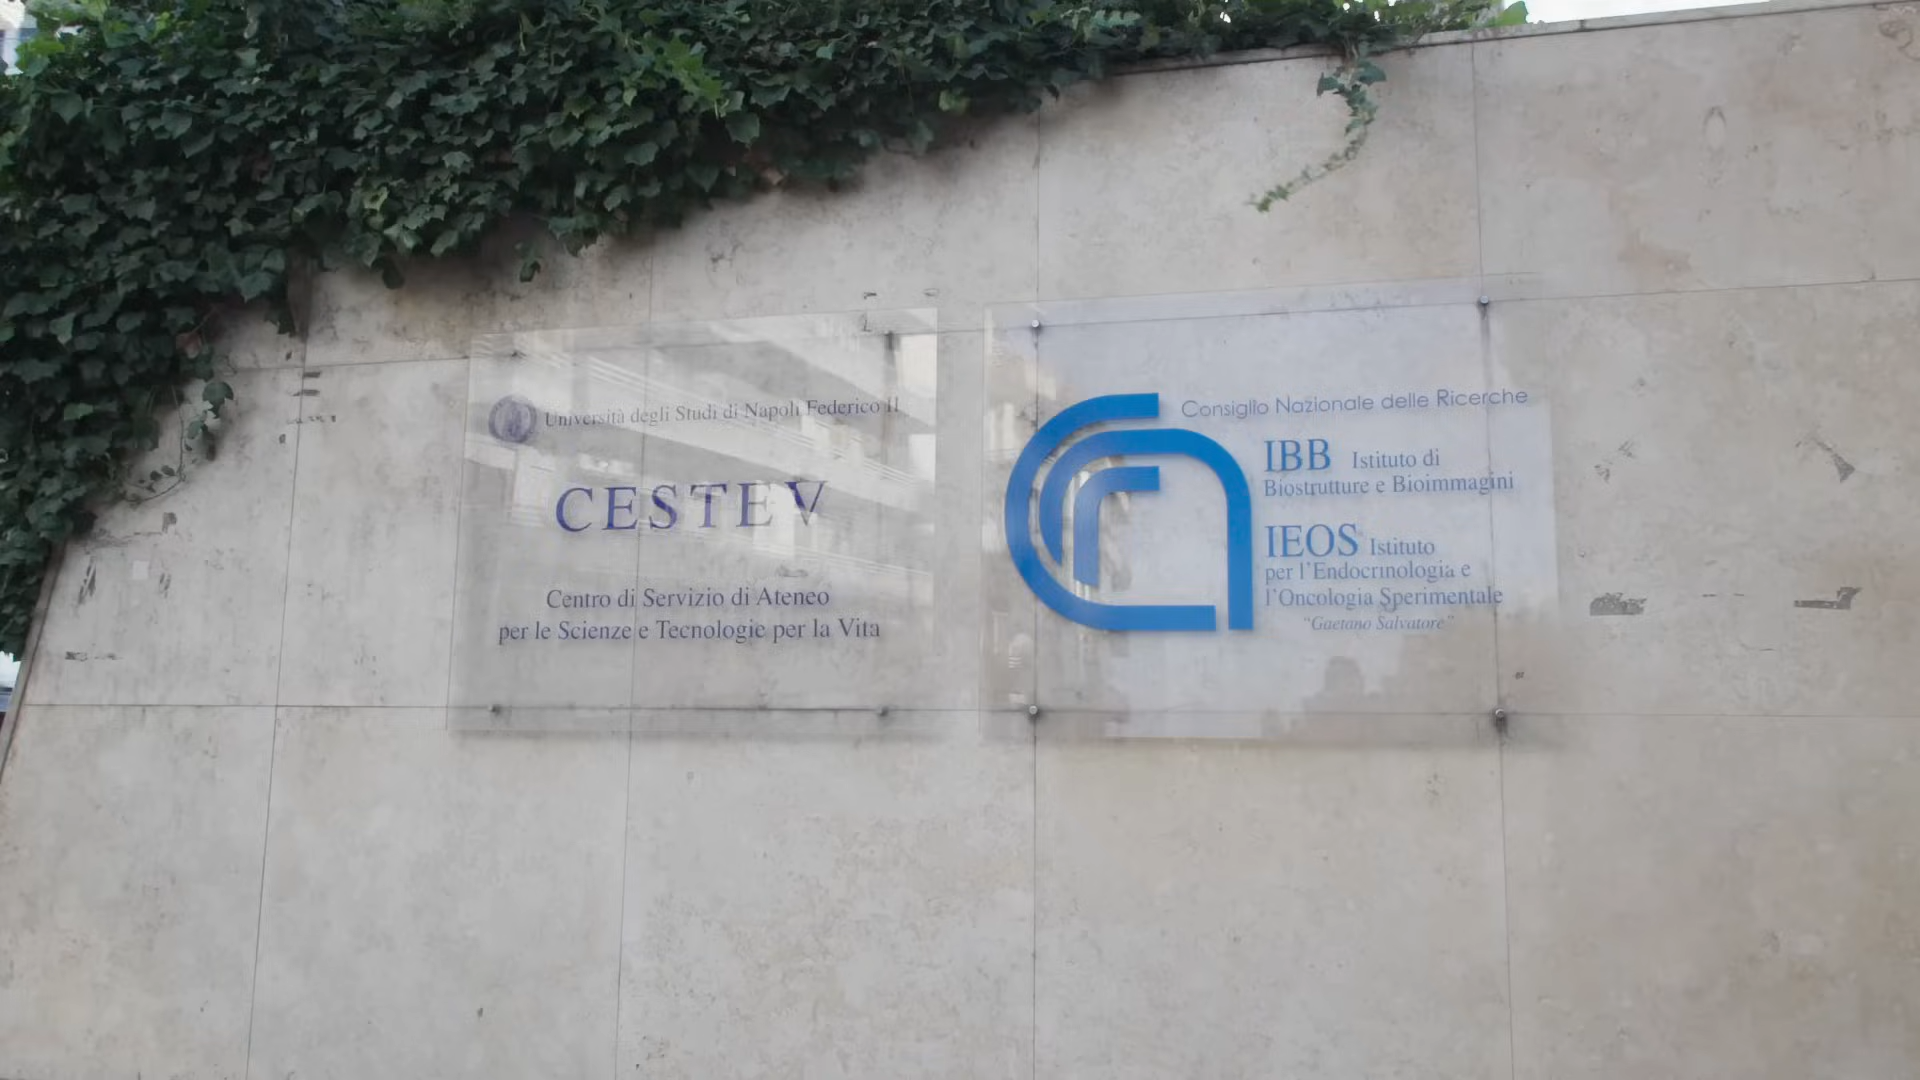 Università degli Studi di Napoli Federico II
CESTEV
Centro di Servizio di Ateneo
per le Scienze e Tecnologie per la Vita
Consiglio Nazionale delle Ricerche
IBB Istituto di
Biostrutture e Bioimmagini
IEOS Istituto
per l'Endocrinologia e
l'Oncologia Sperimentale
"Gaetano Salvatore"